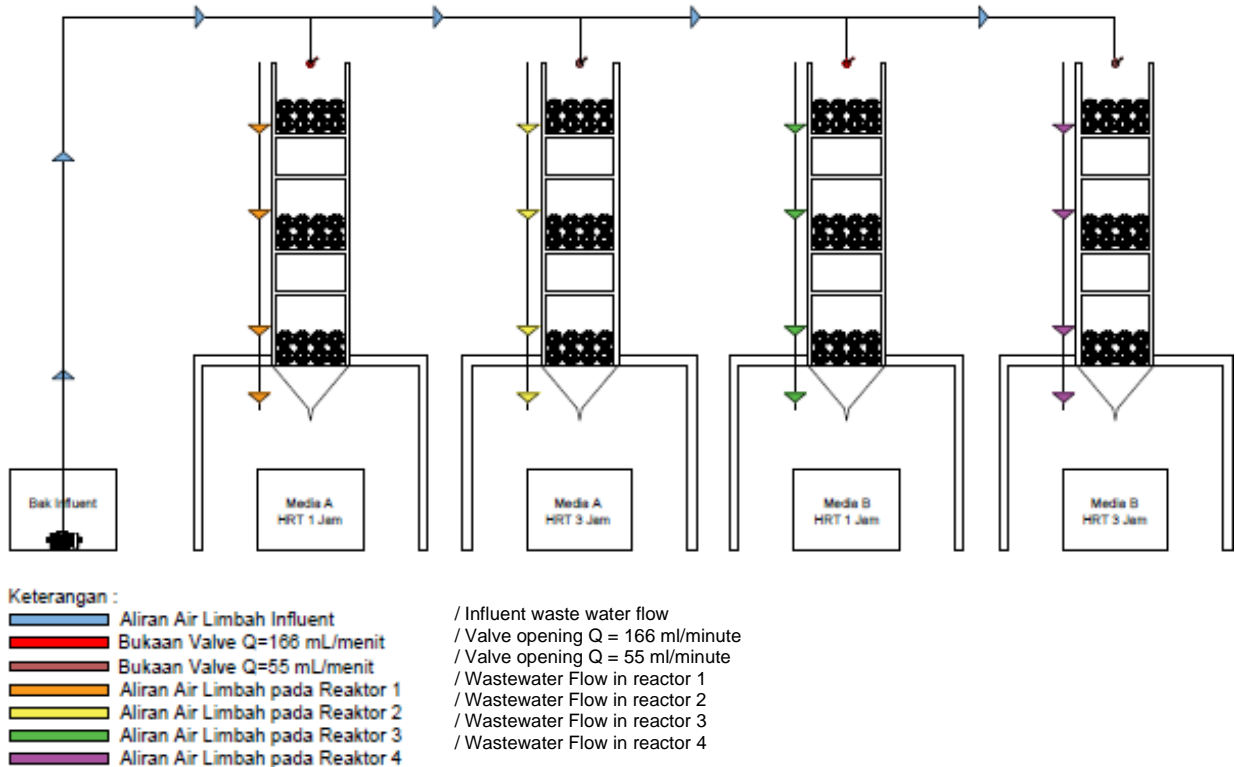 Bak Influent
Media A
HRT 1 Jam
Media A
HRT 3 Jam
Media B
HRT 1 Jam
Media B
HRT 3 Jam
Keterangan :
Aliran Air Limbah Influent / Influent waste water flow
Bukaan Valve Q=166 mL/menit / Valve opening Q = 166 ml/minute
Bukaan Valve Q=55 mL/menit / Valve opening Q = 55 ml/minute
Aliran Air Limbah pada Reaktor 1 / Wastewater Flow in reactor 1
Aliran Air Limbah pada Reaktor 2 / Wastewater Flow in reactor 2
Aliran Air Limbah pada Reaktor 3 / Wastewater Flow in reactor 3
Aliran Air Limbah pada Reaktor 4 / Wastewater Flow in reactor 4